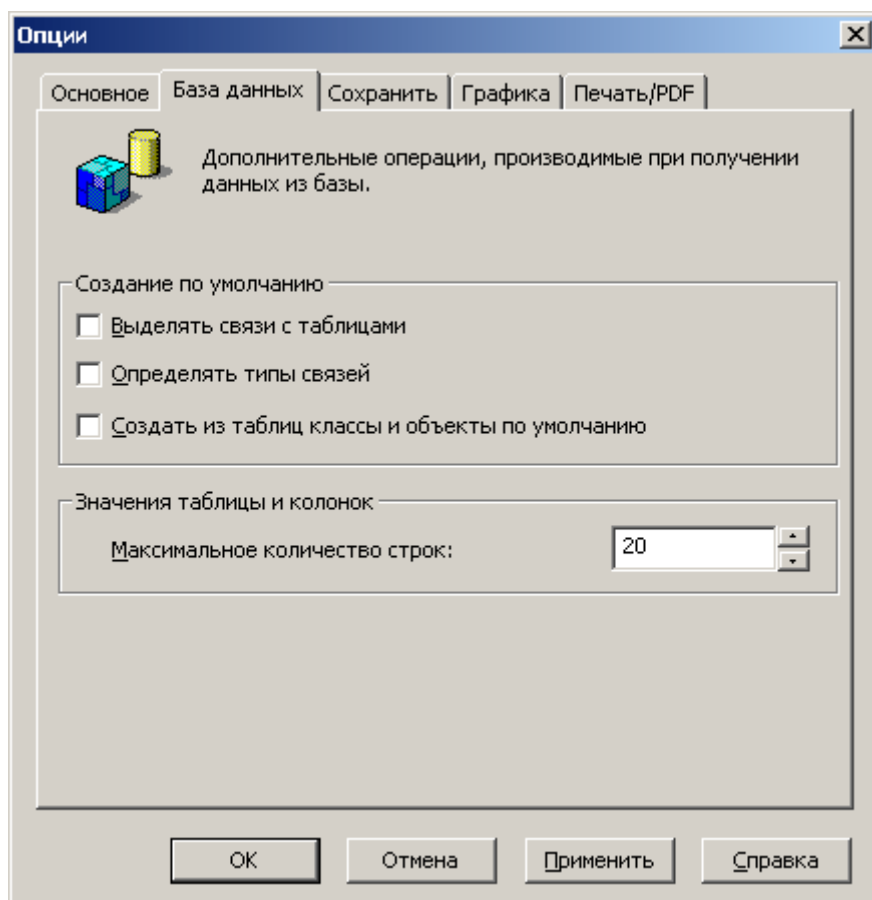 Опции
Основное База данных Сохранить Графика Печать/PDF
Дополнительные операции, производимые при получении
данных из базы.
Создание по умолчанию
Выделять связи с таблицами
Определять типы связей
Создать из таблиц классы и объекты по умолчанию
Значения таблицы и колонок
Максимальное количество строк: 20
OK Отмена Применить Справка